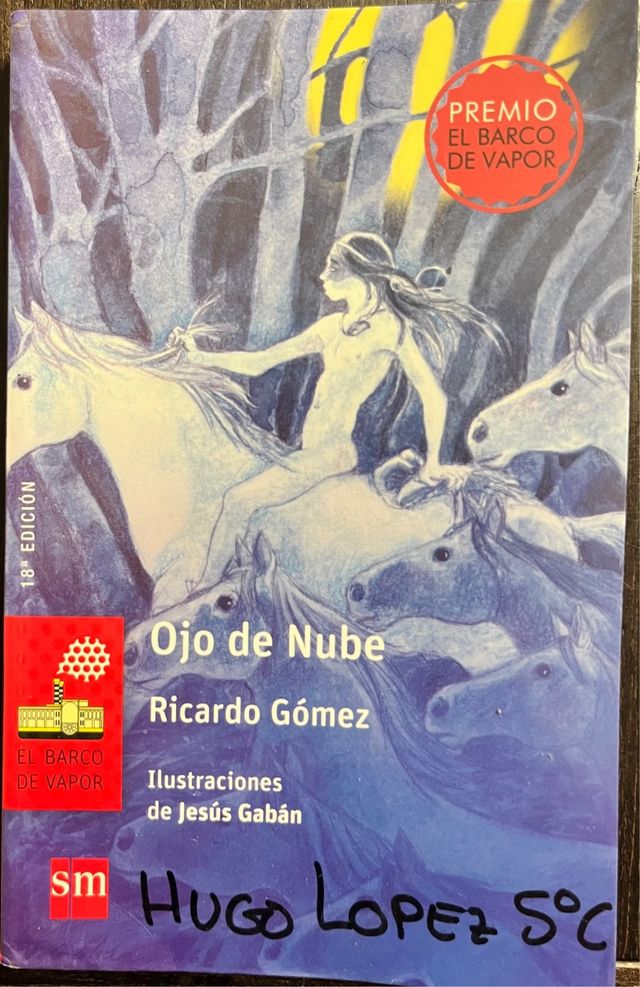 PREMIO
EL BARCO
DE VAPOR
18ª EDICIÓN
Ojo de Nube
Ricardo Gómez
EL BARCO
DE VAPOR
Ilustraciones
de Jesús Gabán
sm
HUGO LOPEZ 5ºC